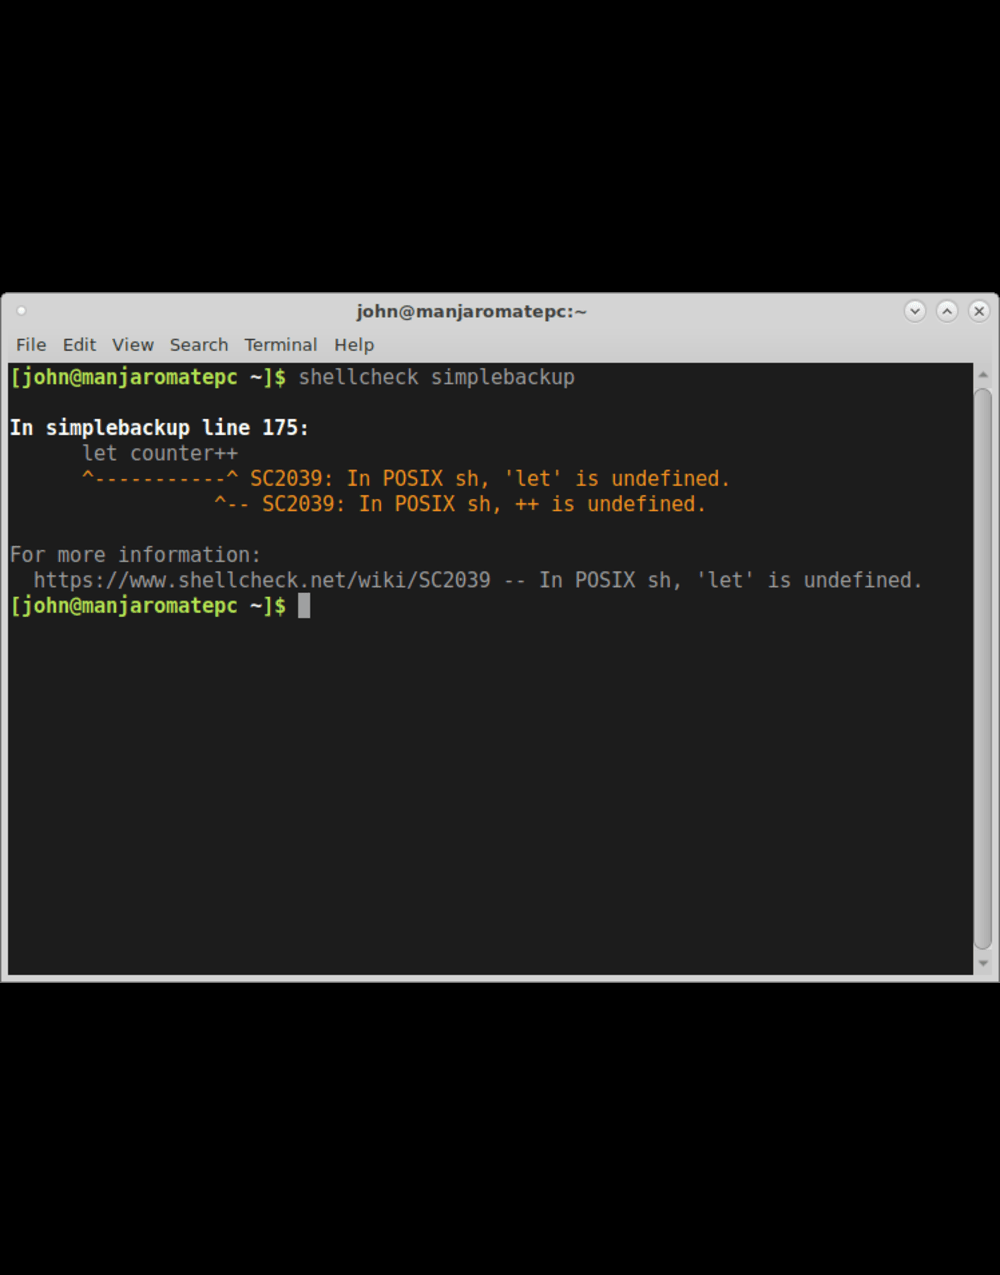 john@manjaromatepc:~
File Edit View Search Terminal Help
[john@manjaromatepc ~]$ shellcheck simplebackup
In simplebackup line 175:
      let counter++
      ^-----------^ SC2039: In POSIX sh, 'let' is undefined.
                 ^-- SC2039: In POSIX sh, ++ is undefined.
For more information:
  https://www.shellcheck.net/wiki/SC2039 -- In POSIX sh, 'let' is undefined.
[john@manjaromatepc ~]$